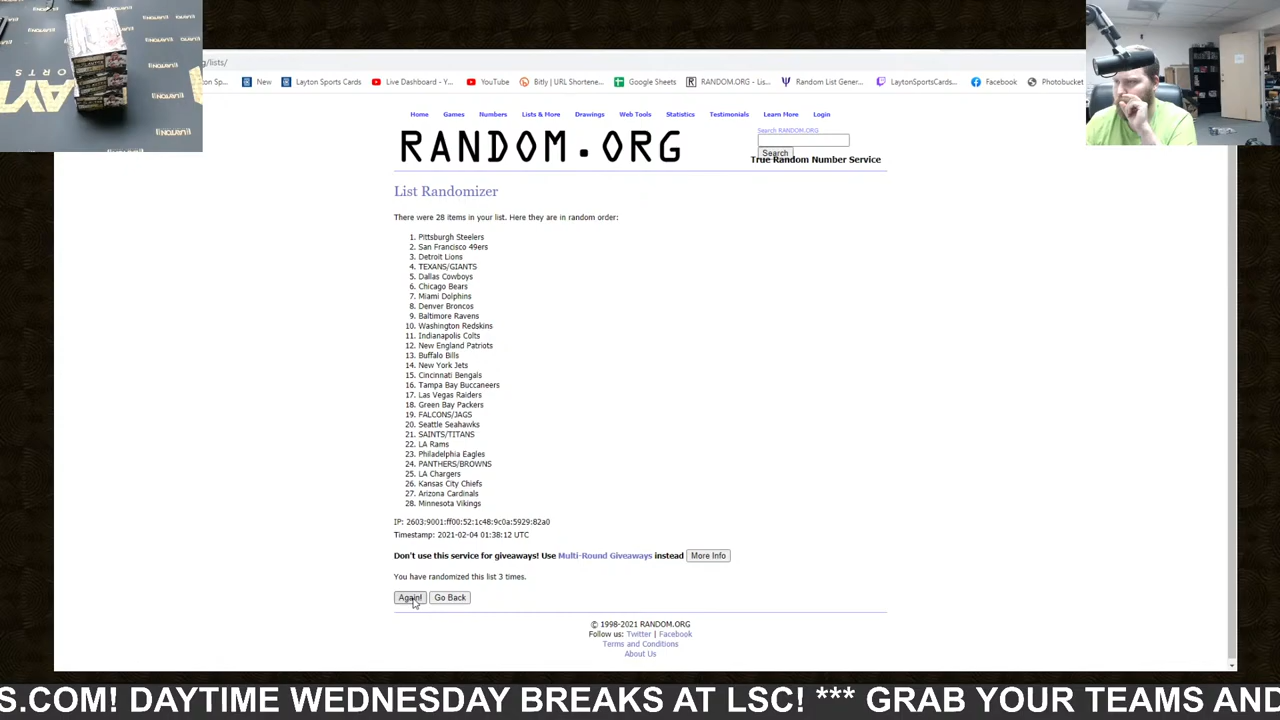 g/lists/
on Sp...
New
Layton Sports Cards
Live Dashboard - Y...
YouTube
Bitly | URL Shortene...
Google Sheets
RANDOM.ORG - Lis...
Random List Gener...
LaytonSportsCards...
Facebook
Photobucket
Home
Games
Numbers
Lists & More
Drawings
Web Tools
Statistics
Testimonials
Learn More
Login
RANDOM.ORG
Search RANDOM.ORG
Search
True Random Number Service
List Randomizer
There were 28 items in your list. Here they are in random order:
1. Pittsburgh Steelers
2. San Francisco 49ers
3. Detroit Lions
4. TEXANS/GIANTS
5. Dallas Cowboys
6. Chicago Bears
7. Miami Dolphins
8. Denver Broncos
9. Baltimore Ravens
10. Washington Redskins
11. Indianapolis Colts
12. New England Patriots
13. Buffalo Bills
14. New York Jets
15. Cincinnati Bengals
16. Tampa Bay Buccaneers
17. Las Vegas Raiders
18. Green Bay Packers
19. FALCONS/JAGS
20. Seattle Seahawks
21. SAINTS/TITANS
22. LA Rams
23. Philadelphia Eagles
24. PANTHERS/BROWNS
25. LA Chargers
26. Kansas City Chiefs
27. Arizona Cardinals
28. Minnesota Vikings
IP: 2603:9001:ff00:52:1c48:9c0a:5929:82a0
Timestamp: 2021-02-04 01:38:12 UTC
Don't use this service for giveaways! Use Multi-Round Giveaways instead More Info
You have randomized this list 3 times.
Again! Go Back
© 1998-2021 RANDOM.ORG
Follow us: Twitter | Facebook
Terms and Conditions
About Us
S.COM! DAYTIME WEDNESDAY BREAKS AT LSC! *** GRAB YOUR TEAMS AND